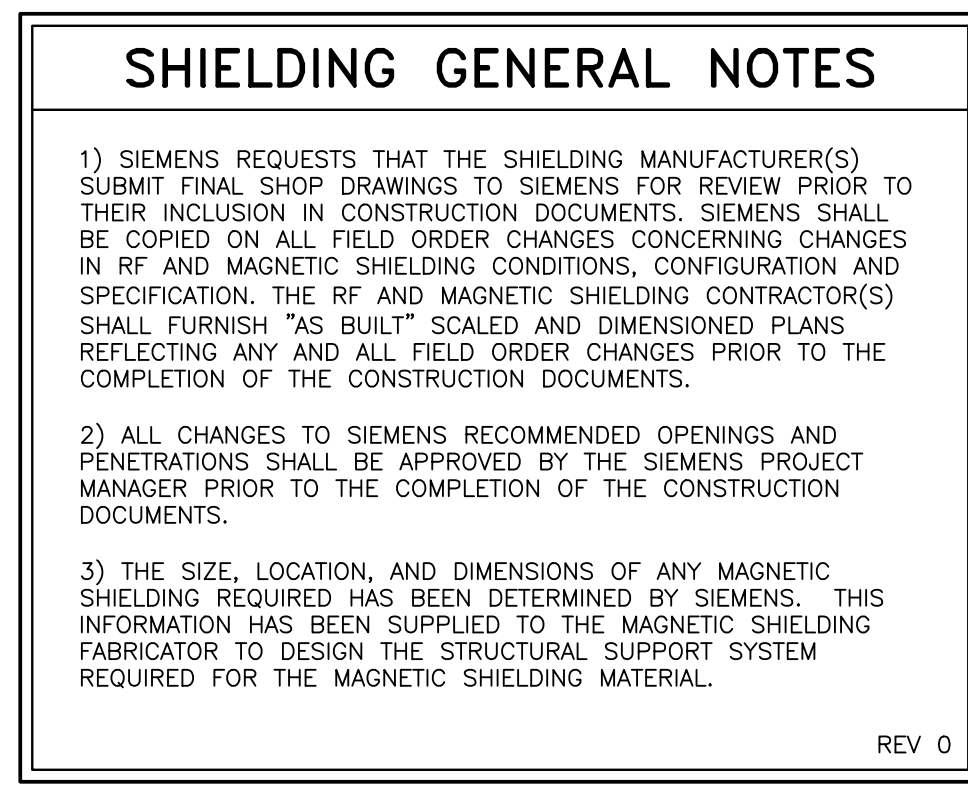 SHIELDING GENERAL NOTES
1) SIEMENS REQUESTS THAT THE SHIELDING MANUFACTURER(S)
SUBMIT FINAL SHOP DRAWINGS TO SIEMENS FOR REVIEW PRIOR TO
THEIR INCLUSION IN CONSTRUCTION DOCUMENTS. SIEMENS SHALL
BE COPIED ON ALL FIELD ORDER CHANGES CONCERNING CHANGES
IN RF AND MAGNETIC SHIELDING CONDITIONS, CONFIGURATION AND
SPECIFICATION. THE RF AND MAGNETIC SHIELDING CONTRACTOR(S)
SHALL FURNISH "AS BUILT" SCALED AND DIMENSIONED PLANS
REFLECTING ANY AND ALL FIELD ORDER CHANGES PRIOR TO THE
COMPLETION OF THE CONSTRUCTION DOCUMENTS.
2) ALL CHANGES TO SIEMENS RECOMMENDED OPENINGS AND
PENETRATIONS SHALL BE APPROVED BY THE SIEMENS PROJECT
MANAGER PRIOR TO THE COMPLETION OF THE CONSTRUCTION
DOCUMENTS.
3) THE SIZE, LOCATION, AND DIMENSIONS OF ANY MAGNETIC
SHIELDING REQUIRED HAS BEEN DETERMINED BY SIEMENS. THIS
INFORMATION HAS BEEN SUPPLIED TO THE MAGNETIC SHIELDING
FABRICATOR TO DESIGN THE STRUCTURAL SUPPORT SYSTEM
REQUIRED FOR THE MAGNETIC SHIELDING MATERIAL.
REV 0